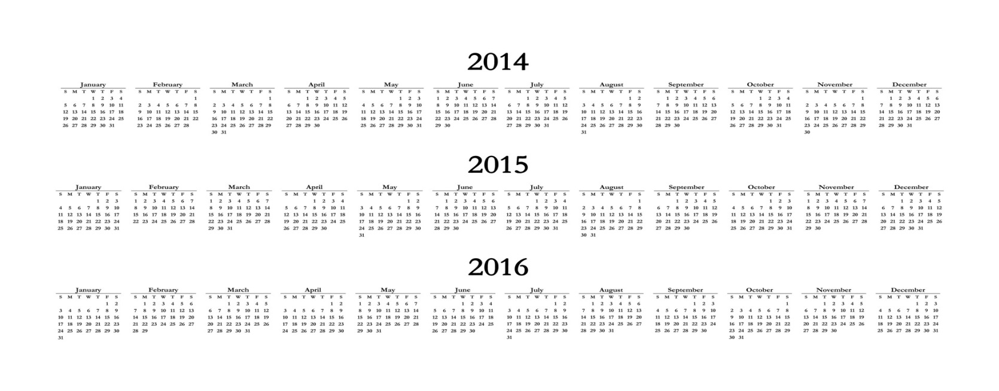 2014
January
S M T W T F S
1 2 3 4
5 6 7 8 9 10 11
12 13 14 15 16 17 18
19 20 21 22 23 24 25
26 27 28 29 30 31
February
S M T W T F S
1
2 3 4 5 6 7 8
9 10 11 12 13 14 15
16 17 18 19 20 21 22
23 24 25 26 27 28
March
S M T W T F S
1
2 3 4 5 6 7 8
9 10 11 12 13 14 15
16 17 18 19 20 21 22
23 24 25 26 27 28 29
30 31
April
S M T W T F S
1 2 3 4 5
6 7 8 9 10 11 12
13 14 15 16 17 18 19
20 21 22 23 24 25 26
27 28 29 30
May
S M T W T F S
1 2 3
4 5 6 7 8 9 10
11 12 13 14 15 16 17
18 19 20 21 22 23 24
25 26 27 28 29 30 31
June
S M T W T F S
1 2 3 4 5 6 7
8 9 10 11 12 13 14
15 16 17 18 19 20 21
22 23 24 25 26 27 28
29 30
July
S M T W T F S
1 2 3 4 5
6 7 8 9 10 11 12
13 14 15 16 17 18 19
20 21 22 23 24 25 26
27 28 29 30 31
August
S M T W T F S
1 2
3 4 5 6 7 8 9
10 11 12 13 14 15 16
17 18 19 20 21 22 23
24 25 26 27 28 29 30
31
September
S M T W T F S
1 2 3 4 5 6
7 8 9 10 11 12 13
14 15 16 17 18 19 20
21 22 23 24 25 26 27
28 29 30
October
S M T W T F S
1 2 3 4
5 6 7 8 9 10 11
12 13 14 15 16 17 18
19 20 21 22 23 24 25
26 27 28 29 30 31
November
S M T W T F S
1
2 3 4 5 6 7 8
9 10 11 12 13 14 15
16 17 18 19 20 21 22
23 24 25 26 27 28 29
30
December
S M T W T F S
1 2 3 4 5 6
7 8 9 10 11 12 13
14 15 16 17 18 19 20
21 22 23 24 25 26 27
28 29 30 31
2015
January
S M T W T F S
1 2 3
4 5 6 7 8 9 10
11 12 13 14 15 16 17
18 19 20 21 22 23 24
25 26 27 28 29 30 31
February
S M T W T F S
1 2 3 4 5 6 7
8 9 10 11 12 13 14
15 16 17 18 19 20 21
22 23 24 25 26 27 28
March
S M T W T F S
1 2 3 4 5 6 7
8 9 10 11 12 13 14
15 16 17 18 19 20 21
22 23 24 25 26 27 28
29 30 31
April
S M T W T F S
1 2 3 4
5 6 7 8 9 10 11
12 13 14 15 16 17 18
19 20 21 22 23 24 25
26 27 28 29 30
May
S M T W T F S
1 2
3 4 5 6 7 8 9
10 11 12 13 14 15 16
17 18 19 20 21 22 23
24 25 26 27 28 29 30
31
June
S M T W T F S
1 2 3 4 5 6
7 8 9 10 11 12 13
14 15 16 17 18 19 20
21 22 23 24 25 26 27
28 29 30
July
S M T W T F S
1 2 3 4
5 6 7 8 9 10 11
12 13 14 15 16 17 18
19 20 21 22 23 24 25
26 27 28 29 30 31
August
S M T W T F S
1
2 3 4 5 6 7 8
9 10 11 12 13 14 15
16 17 18 19 20 21 22
23 24 25 26 27 28 29
30 31
September
S M T W T F S
1 2 3 4 5
6 7 8 9 10 11 12
13 14 15 16 17 18 19
20 21 22 23 24 25 26
27 28 29 30
October
S M T W T F S
1 2 3
4 5 6 7 8 9 10
11 12 13 14 15 16 17
18 19 20 21 22 23 24
25 26 27 28 29 30 31
November
S M T W T F S
1 2 3 4 5 6 7
8 9 10 11 12 13 14
15 16 17 18 19 20 21
22 23 24 25 26 27 28
29 30
December
S M T W T F S
1 2 3 4 5
6 7 8 9 10 11 12
13 14 15 16 17 18 19
20 21 22 23 24 25 26
27 28 29 30 31
2016
January
S M T W T F S
1 2
3 4 5 6 7 8 9
10 11 12 13 14 15 16
17 18 19 20 21 22 23
24 25 26 27 28 29 30
31
February
S M T W T F S
1 2 3 4 5 6
7 8 9 10 11 12 13
14 15 16 17 18 19 20
21 22 23 24 25 26 27
28 29
March
S M T W T F S
1 2 3 4 5
6 7 8 9 10 11 12
13 14 15 16 17 18 19
20 21 22 23 24 25 26
27 28 29 30 31
April
S M T W T F S
1 2
3 4 5 6 7 8 9
10 11 12 13 14 15 16
17 18 19 20 21 22 23
24 25 26 27 28 29 30
May
S M T W T F S
1 2 3 4 5 6 7
8 9 10 11 12 13 14
15 16 17 18 19 20 21
22 23 24 25 26 27 28
29 30 31
June
S M T W T F S
1 2 3 4
5 6 7 8 9 10 11
12 13 14 15 16 17 18
19 20 21 22 23 24 25
26 27 28 29 30
July
S M T W T F S
1 2
3 4 5 6 7 8 9
10 11 12 13 14 15 16
17 18 19 20 21 22 23
24 25 26 27 28 29 30
31
August
S M T W T F S
1 2 3 4 5 6
7 8 9 10 11 12 13
14 15 16 17 18 19 20
21 22 23 24 25 26 27
28 29 30 31
September
S M T W T F S
1 2 3
4 5 6 7 8 9 10
11 12 13 14 15 16 17
18 19 20 21 22 23 24
25 26 27 28 29 30
October
S M T W T F S
1
2 3 4 5 6 7 8
9 10 11 12 13 14 15
16 17 18 19 20 21 22
23 24 25 26 27 28 29
30 31
November
S M T W T F S
1 2 3 4 5
6 7 8 9 10 11 12
13 14 15 16 17 18 19
20 21 22 23 24 25 26
27 28 29 30
December
S M T W T F S
1 2 3
4 5 6 7 8 9 10
11 12 13 14 15 16 17
18 19 20 21 22 23 24
25 26 27 28 29 30 31